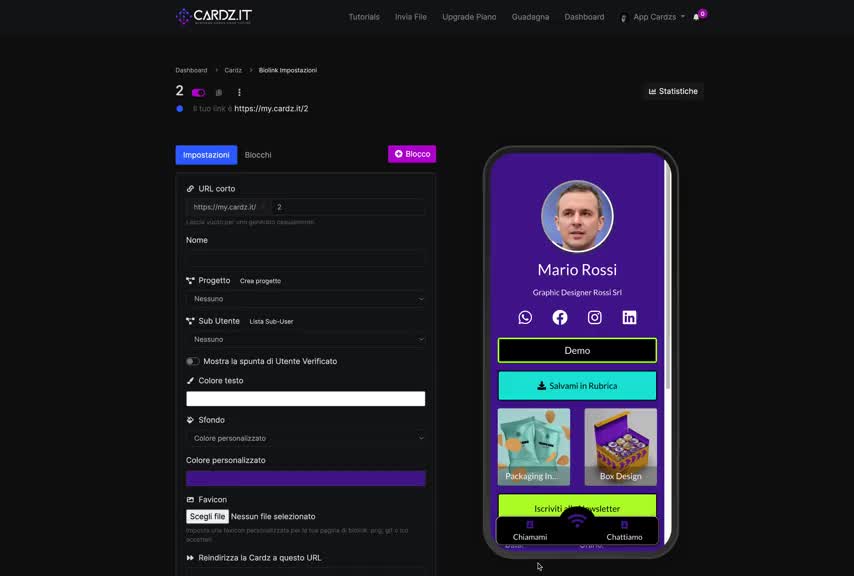 CARDZ.IT
Tutorials
Invia File
Upgrade Piano
Guadagna
Dashboard
App Cardzs
0
Dashboard > Cardz > Biolink Impostazioni
2
Statistiche
Il tuo link è https://my.cardz.it/2
Impostazioni
Blocchi
Blocco
URL corto
https://my.cardz.it/
2
Lascia vuoto per uno generato casualmente.
Nome
Progetto Crea progetto
Nessuno
Sub Utente Lista Sub-User
Nessuno
Mostra la spunta di Utente Verificato
Colore testo
Sfondo
Colore personalizzato
Colore personalizzato
Favicon
Scegli file Nessun file selezionato
Imposta una favicon personalizzata per la tua pagina di biolink. png, gif o ico
accettati.
Reindirizza la Cardz a questo URL
Mario Rossi
Graphic Designer Rossi Srl
Demo
Salvami in Rubrica
Packaging In...
Box Design
Iscriviti alla Newsletter
Chiamami
Chattiamo